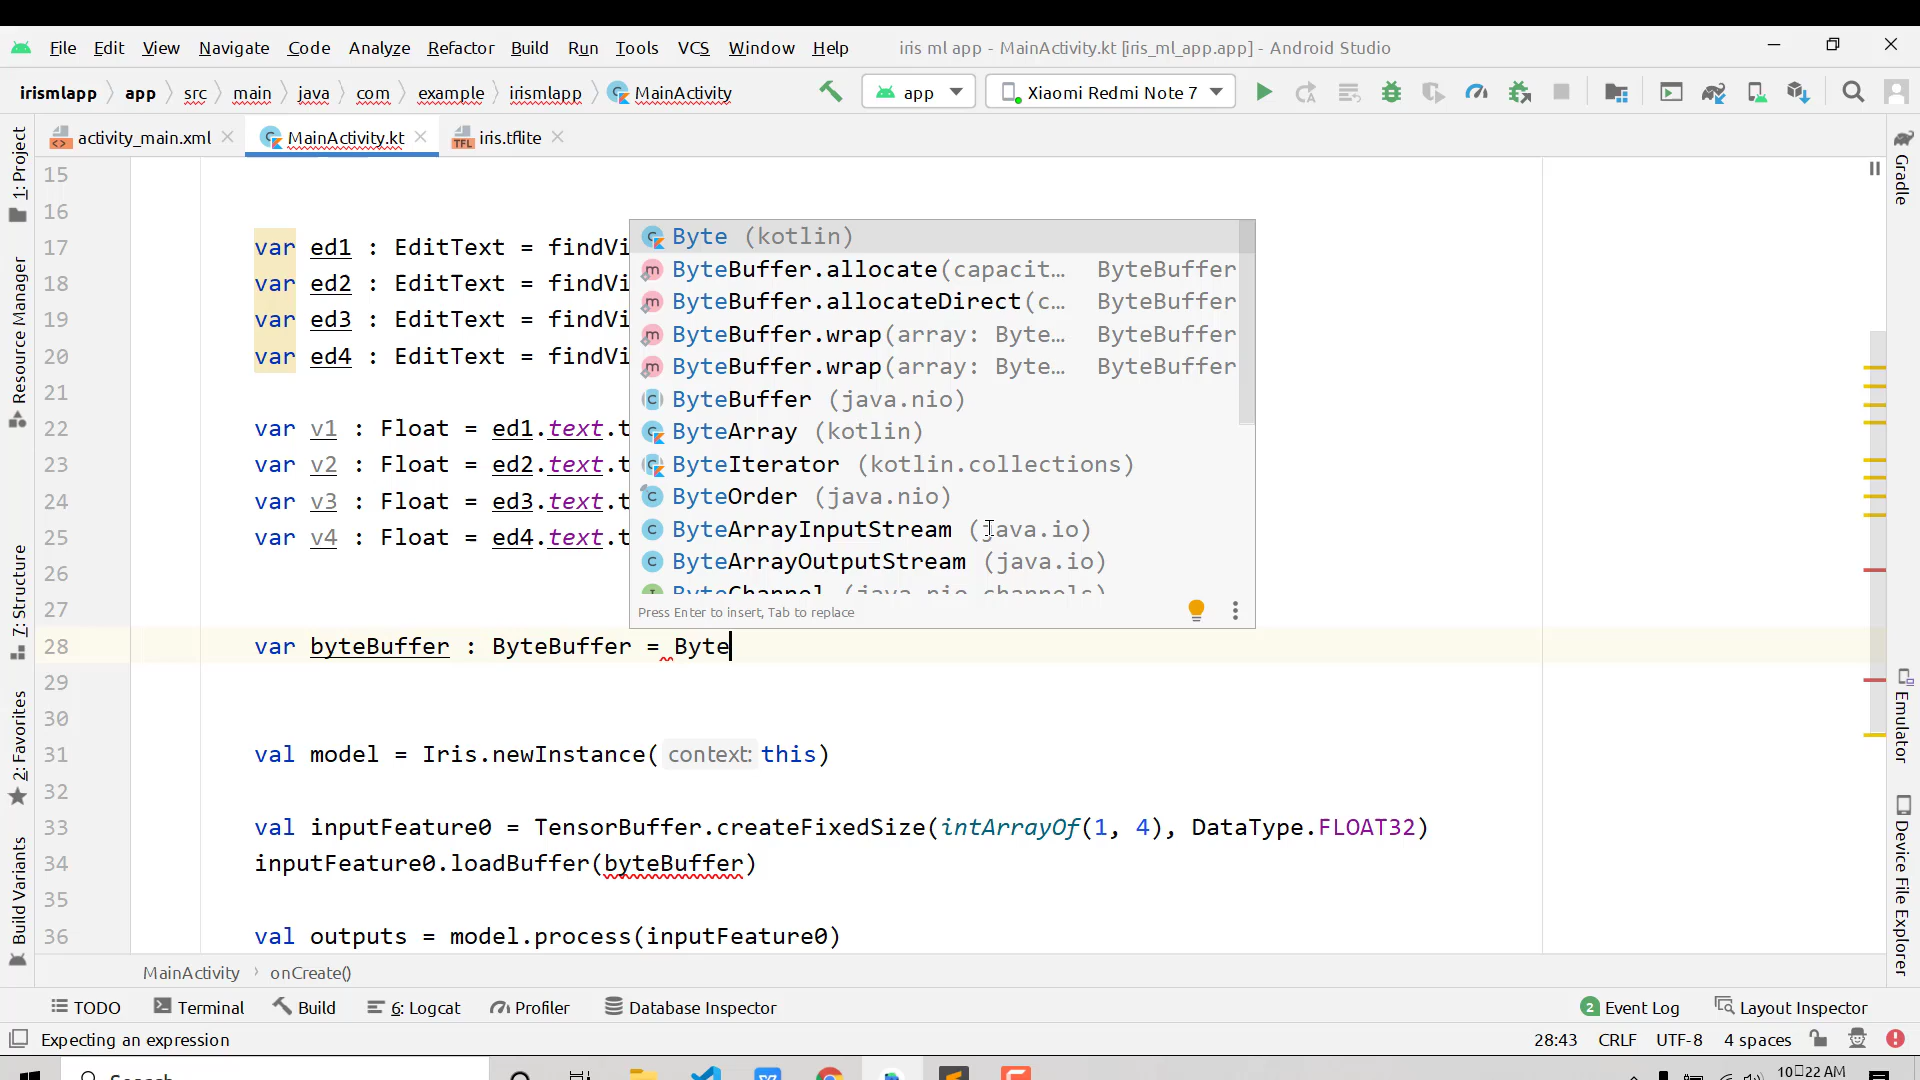 File Edit View Navigate Code Analyze Refactor Build Run Tools VCS Window Help iris ml app - MainActivity.kt [iris_ml_app.app] - Android Studio
irismlapp app src main java com example irismlapp MainActivity app Xiaomi Redmi Note 7
activity_main.xml MainActivity.kt iris.tflite
1: Project
Resource Manager
7: Structure
2: Favorites
Build Variants
Gradle
Emulator
Device File Explorer
15
16
17 var ed1 : EditText = findVi
18 var ed2 : EditText = findVi
19 var ed3 : EditText = findVi
20 var ed4 : EditText = findVi
21
22 var v1 : Float = ed1.text.t
23 var v2 : Float = ed2.text.t
24 var v3 : Float = ed3.text.t
25 var v4 : Float = ed4.text.t
26
27
28 var byteBuffer : ByteBuffer = Byte
29
30
31 val model = Iris.newInstance( context: this)
32
33 val inputFeature0 = TensorBuffer.createFixedSize(intArrayOf(1, 4), DataType.FLOAT32)
34 inputFeature0.loadBuffer(byteBuffer)
35
36 val outputs = model.process(inputFeature0)
Byte (kotlin)
ByteBuffer.allocate(capacit… ByteBuffer
ByteBuffer.allocateDirect(c… ByteBuffer
ByteBuffer.wrap(array: Byte… ByteBuffer
ByteBuffer.wrap(array: Byte… ByteBuffer
ByteBuffer (java.nio)
ByteArray (kotlin)
ByteIterator (kotlin.collections)
ByteOrder (java.nio)
ByteArrayInputStream (java.io)
ByteArrayOutputStream (java.io)
ByteChannel (java.nio.channels)
Press Enter to insert, Tab to replace
MainActivity onCreate()
TODO Terminal Build 6: Logcat Profiler Database Inspector 2 Event Log Layout Inspector
Expecting an expression 28:43 CRLF UTF-8 4 spaces
Search